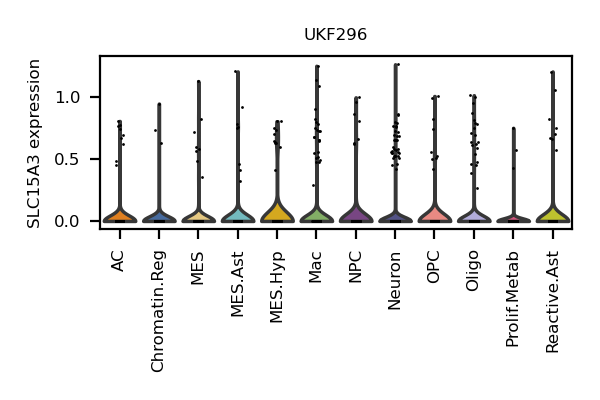 UKF296
SLC15A3 expression
1.0
0.5
0.0
AC
Chromatin.Reg
MES
MES.Ast
MES.Hyp
Mac
NPC
Neuron
OPC
Oligo
Prolif.Metab
Reactive.Ast